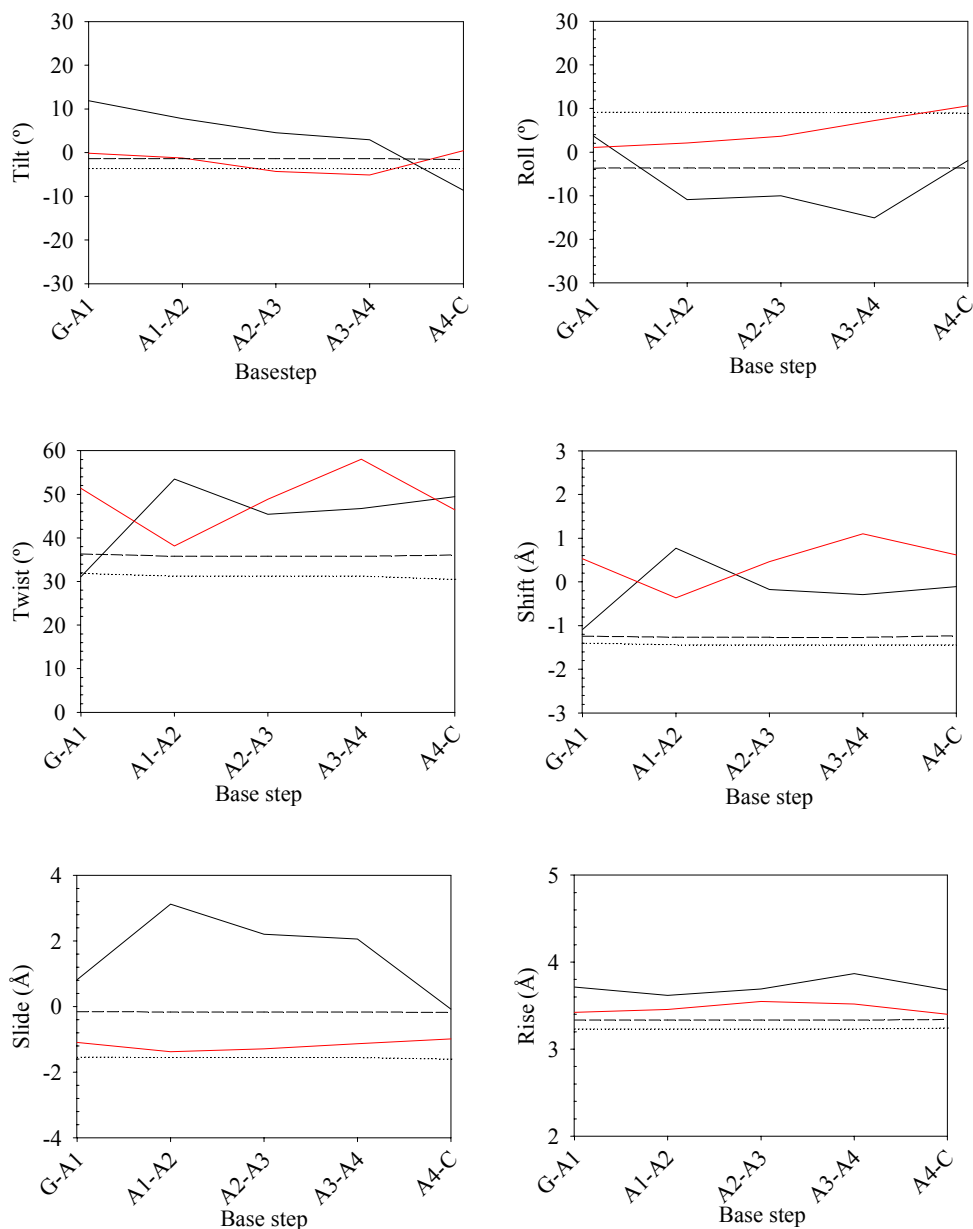 30
20
10
0
-10
-20
-30
Tilt (º)
G-A1
A1-A2
A2-A3
A3-A4
A4-C
Basestep
30
20
10
0
-10
-20
-30
Roll (º)
G-A1
A1-A2
A2-A3
A3-A4
A4-C
Base step
60
50
40
30
20
10
0
Twist (º)
G-A1
A1-A2
A2-A3
A3-A4
A4-C
Base step
3
2
1
0
-1
-2
-3
Shift (Å)
G-A1
A1-A2
A2-A3
A3-A4
A4-C
Base step
4
2
0
-2
-4
Slide (Å)
G-A1
A1-A2
A2-A3
A3-A4
A4-C
Base step
5
4
3
2
Rise (Å)
G-A1
A1-A2
A2-A3
A3-A4
A4-C
Base step